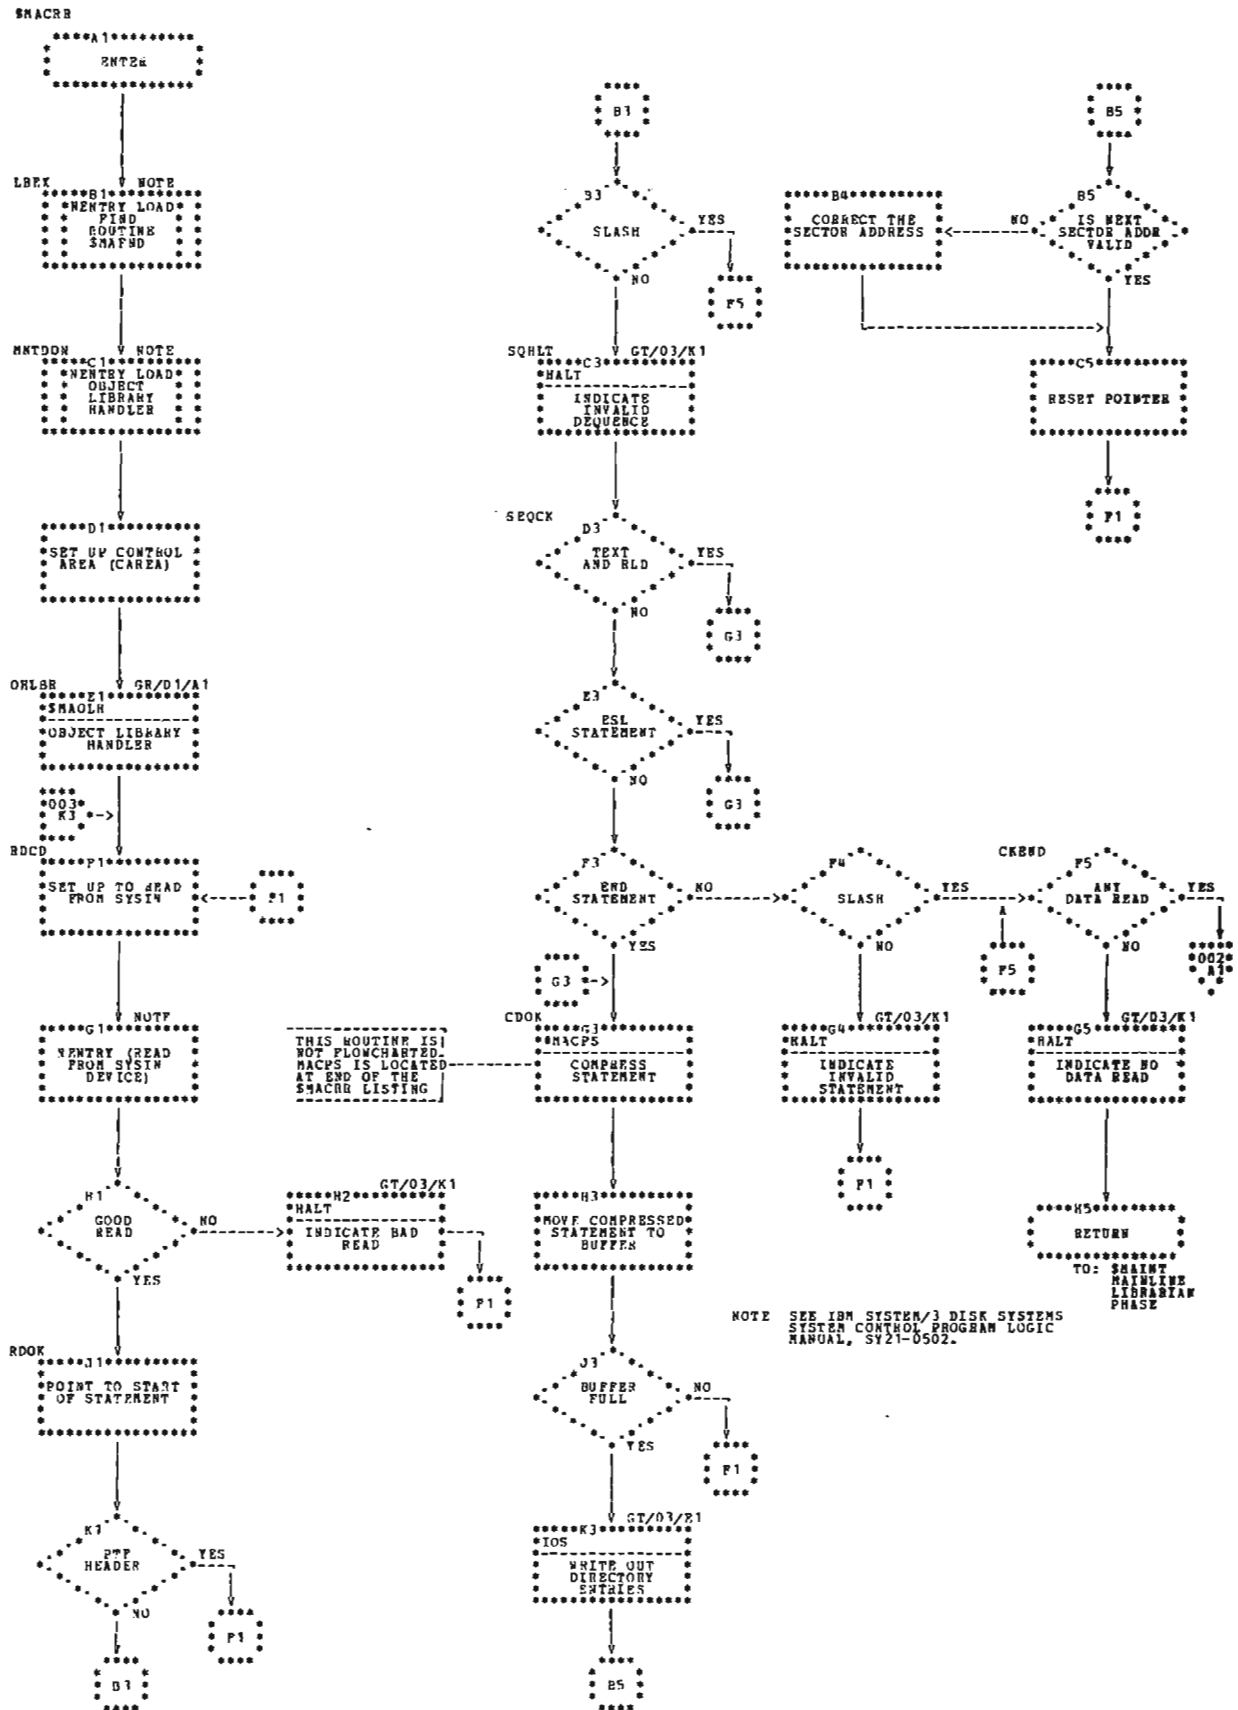 $MACRR
A1
ENTER
LBEX
B1
NOTE
NENTRY LOAD
FIND
ROUTINE
$MAFND
MNTDON
C1
NOTE
NENTRY LOAD
OBJECT
LIBRARY
HANDLER
D1
SET UP CONTROL
AREA (CAREA)
OHLBR
E1
GR/D1/A1
$MAOLH
OBJECT LIBRARY
HANDLER
003
K3
RDCD
F1
SET UP TO READ
FROM SYSIN
F1
G1
NOTE
NENTRY (READ
FROM SYSIN
DEVICE)
H1
GOOD
READ
NO
YES
H2
GT/03/K1
HALT
INDICATE BAD
READ
F1
RDOK
J1
POINT TO START
OF STATEMENT
K1
PTF
HEADER
YES
NO
F1
B3
B3
B3
SLASH
YES
NO
F5
SQHLT
C3
GT/03/K1
HALT
INDICATE
INVALID
DEQUENCE
SEQCK
D3
TEXT
AND RLD
YES
NO
G3
E3
ESL
STATEMENT
YES
NO
G3
F3
END
STATEMENT
NO
YES
G3
CDOK
G3
$MACPS
COMPRESS
STATEMENT
THIS ROUTINE IS
NOT FLOWCHARTED.
MACPS IS LOCATED
AT END OF THE
$MACRR LISTING
H3
MOVE COMPRESSED
STATEMENT TO
BUFFER
J3
BUFFER
FULL
NO
YES
F1
K3
GT/03/E1
IOS
WRITE OUT
DIRECTORY
ENTRIES
B5
B5
B5
IS NEXT
SECTOR ADDR
VALID
NO
YES
B4
CORRECT THE
SECTOR ADDRESS
C5
RESET POINTER
F1
F4
SLASH
YES
NO
F5
CKEND
F5
ANY
DATA READ
YES
NO
002
A1
G4
GT/03/K1
HALT
INDICATE
INVALID
STATEMENT
F1
G5
GT/D3/K1
HALT
INDICATE NO
DATA READ
H5
RETURN
TO: $MAINT
MAINLINE
LIBRARIAN
PHASE
NOTE SEE IBM SYSTEM/3 DISK SYSTEMS
SYSTEM CONTROL PROGRAM LOGIC
MANUAL, SY21-0502.